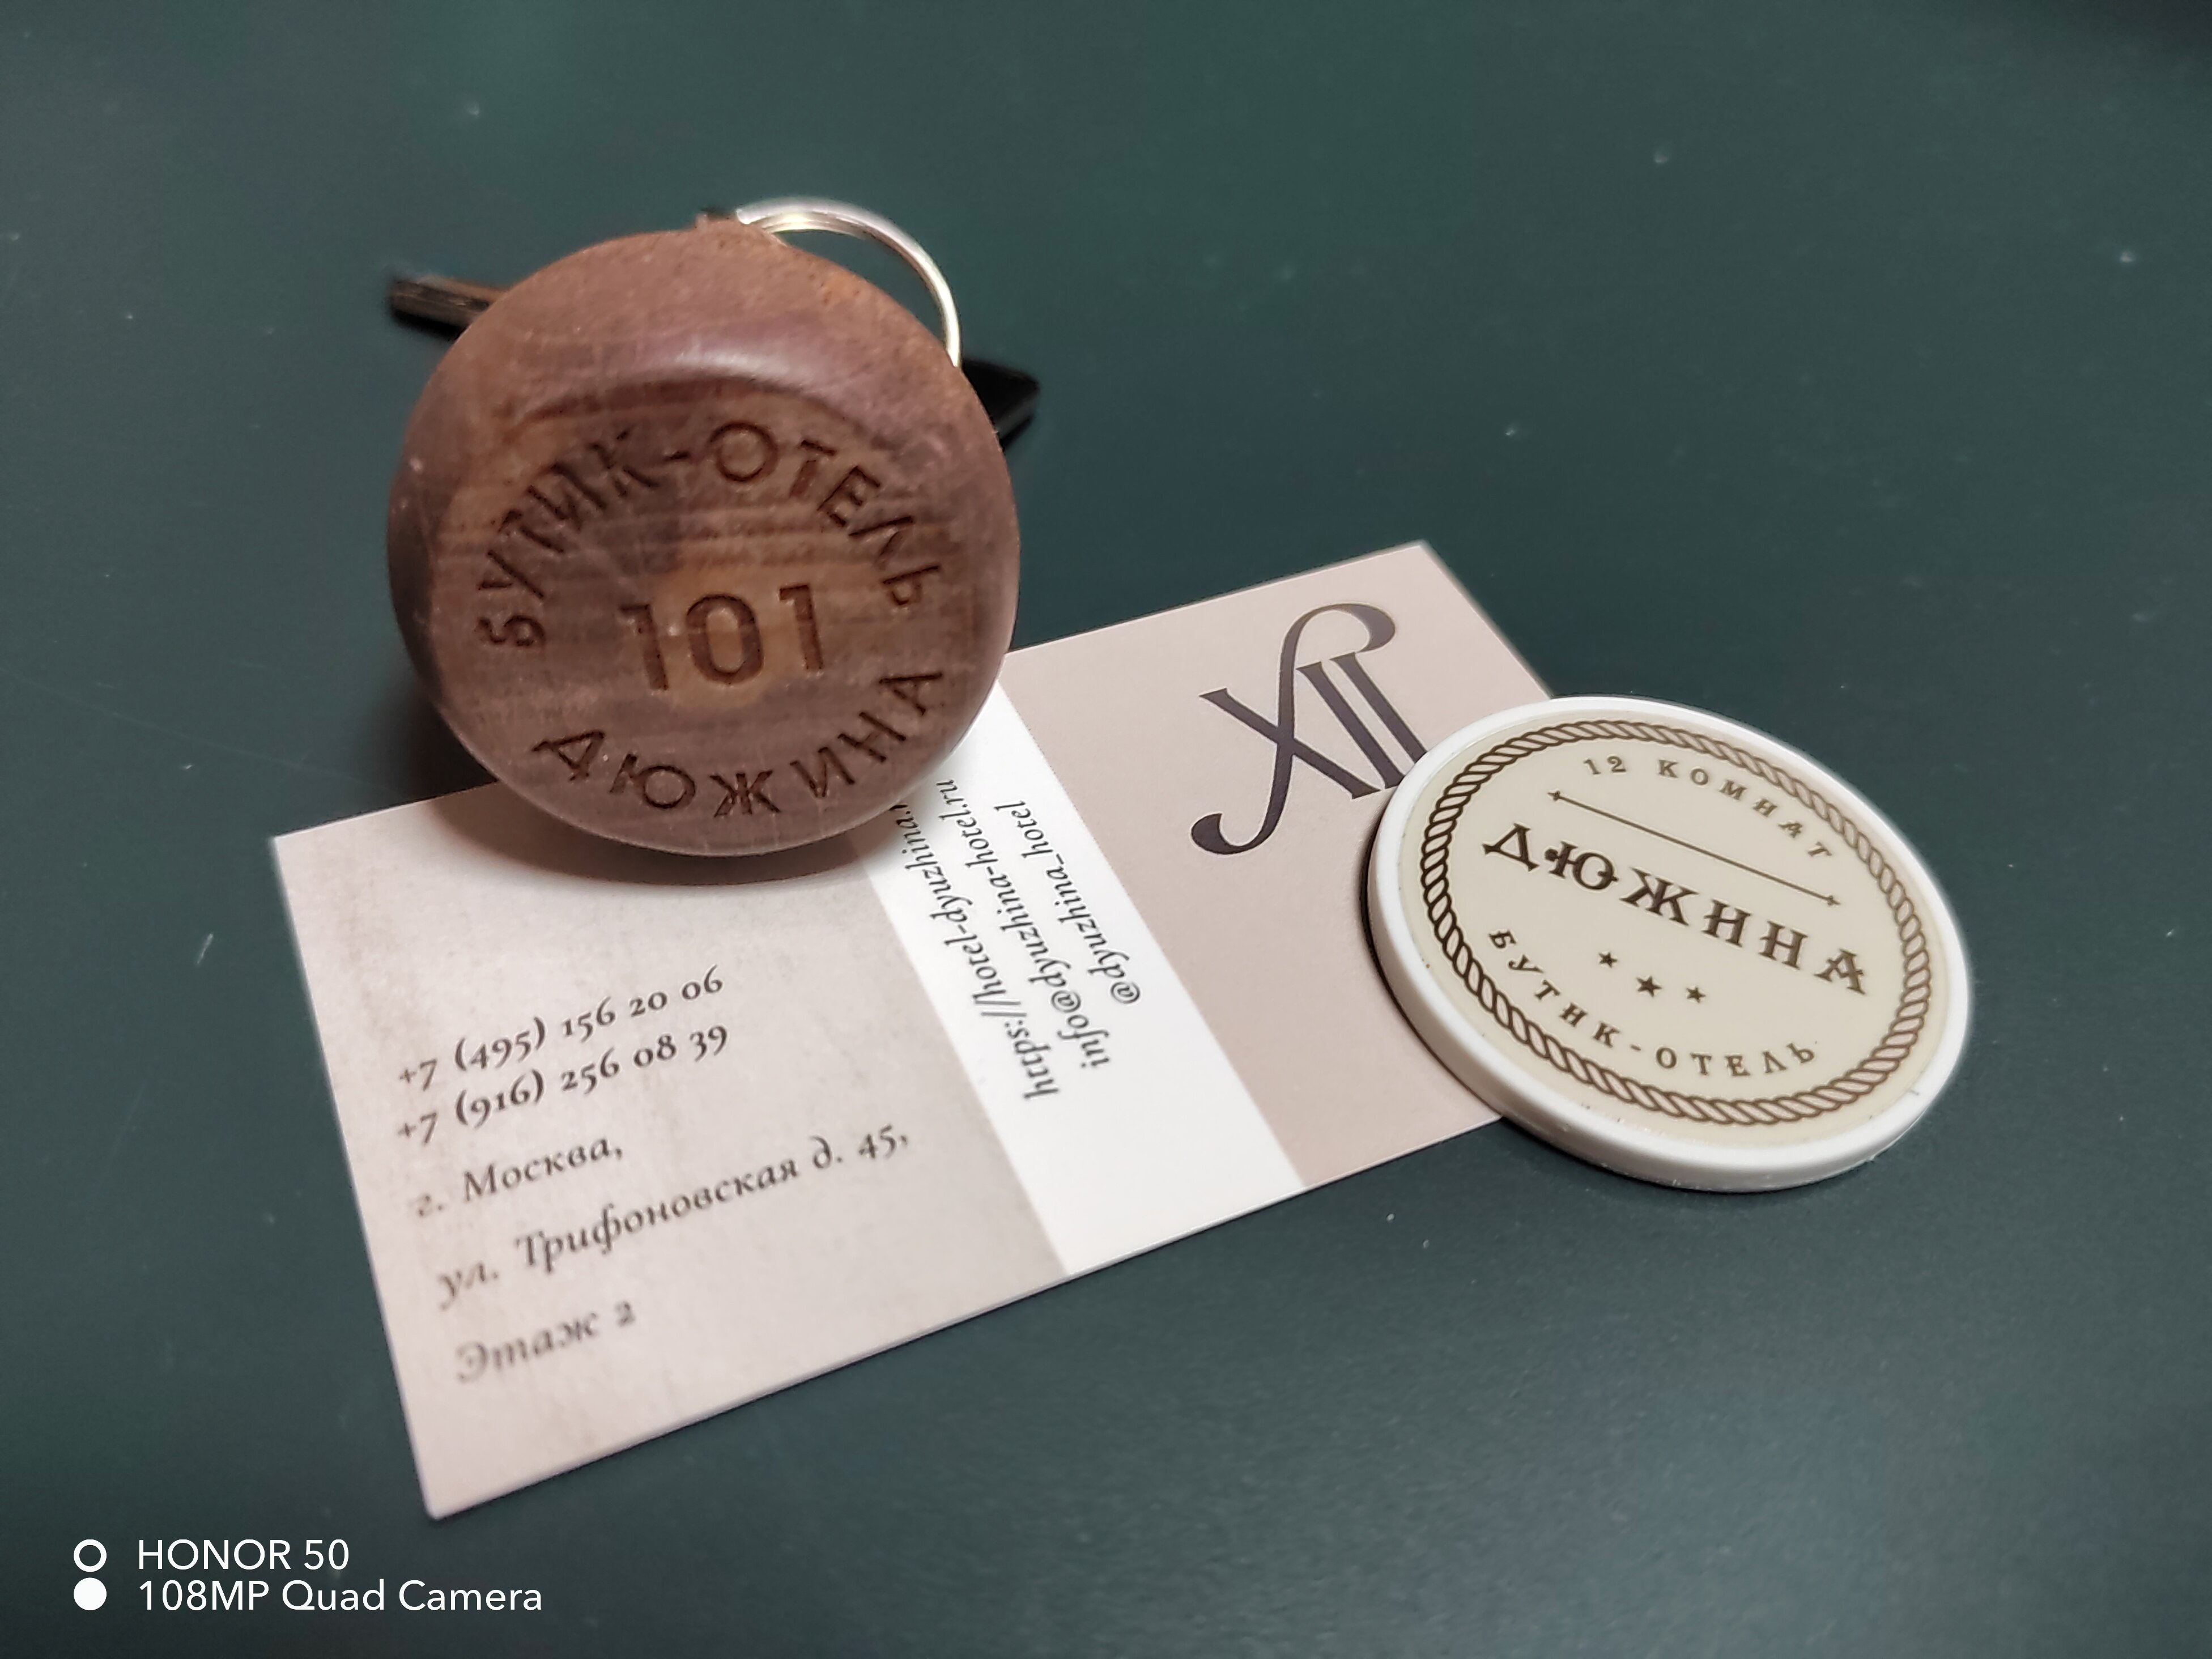 БУТИК-ОТЕЛЬ
101
ДЮЖИНА
XII
+7 (495) 156 20 06
+7 (916) 256 08 39
г. Москва,
ул. Трифоновская д. 45,
Этаж 2
https://hotel-dyuzhina.
info@dyuzhina-hotel.ru
@dyuzhina_hotel
12 КОМНАТ
ДЮЖИНА
БУТИК-ОТЕЛЬ
HONOR 50
108MP Quad Camera